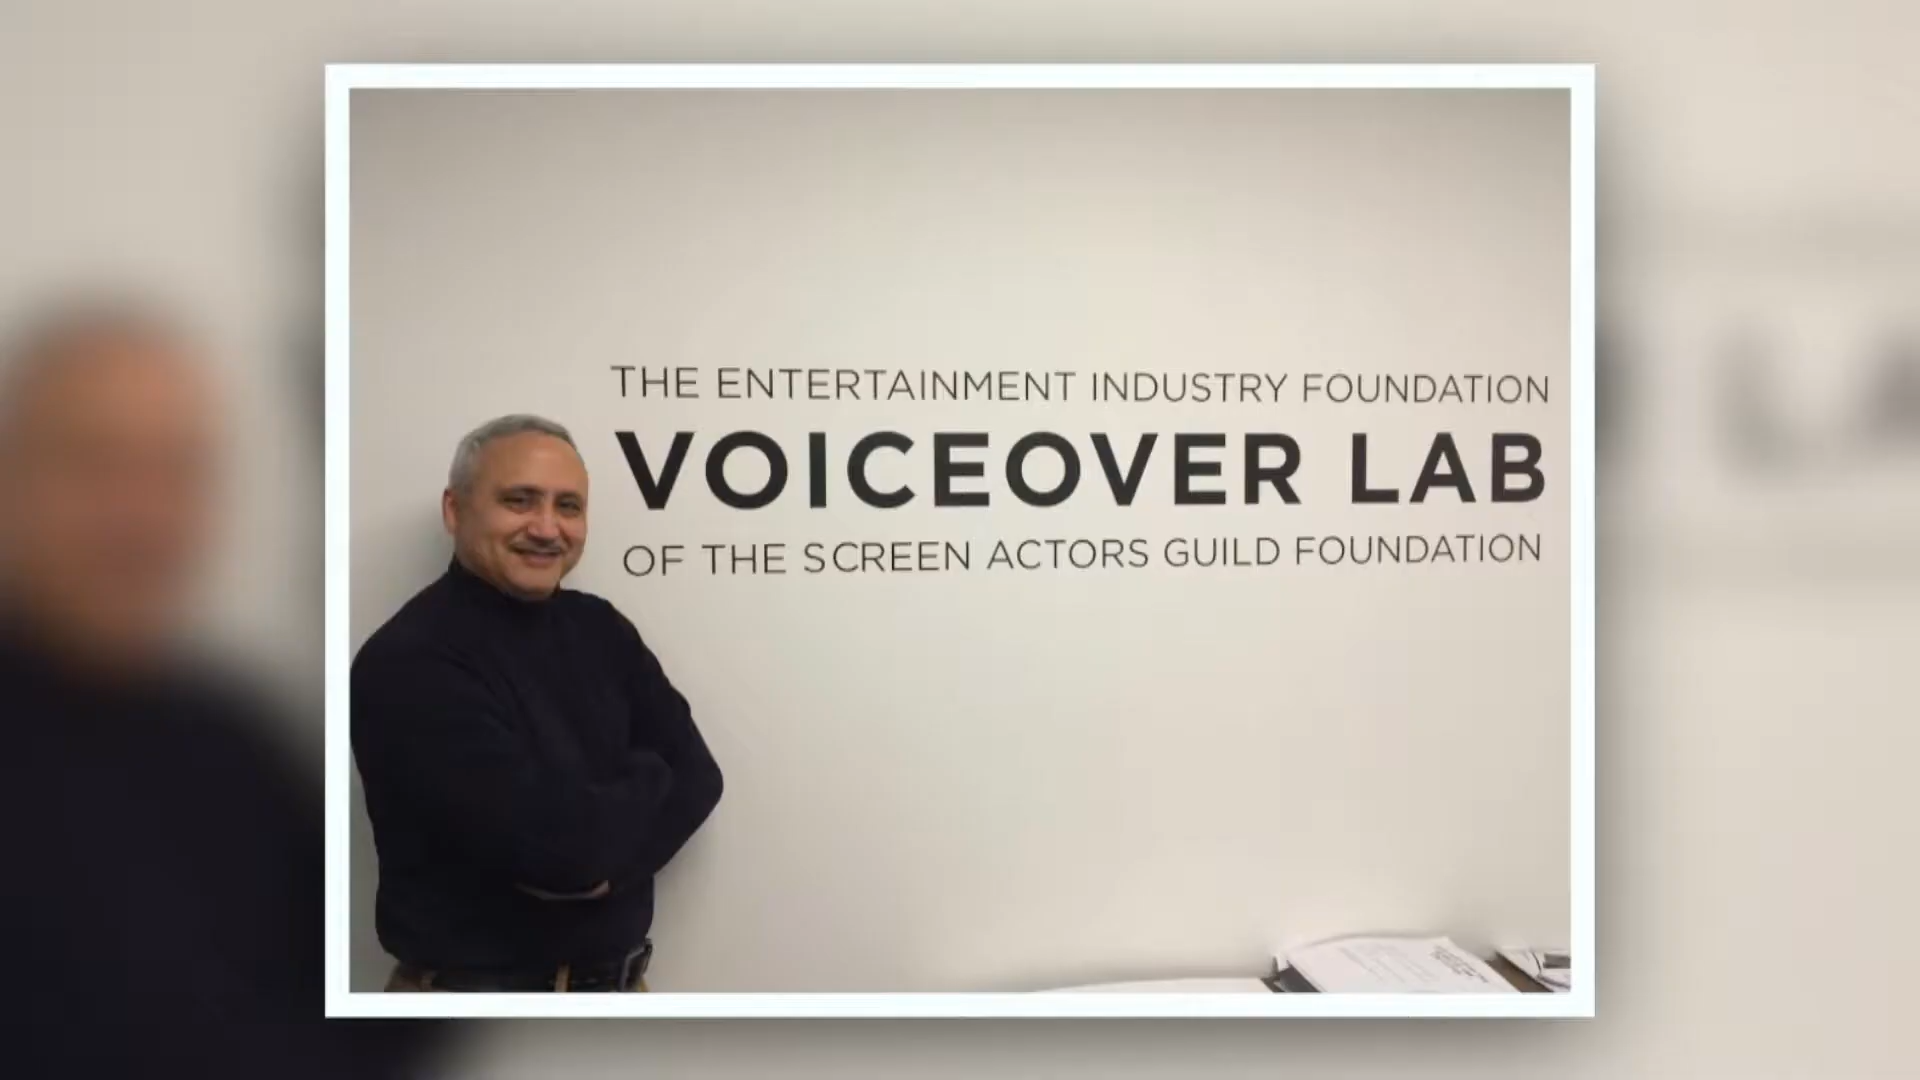 THE ENTERTAINMENT INDUSTRY FOUNDATION
VOICEOVER LAB
OF THE SCREEN ACTORS GUILD FOUNDATION